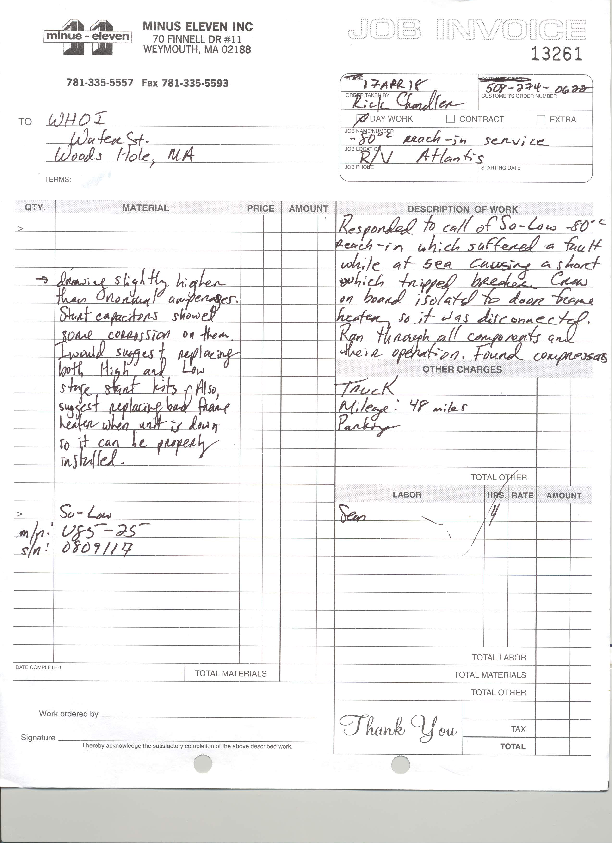 minus-eleven
MINUS ELEVEN INC
70 FINNELL DR #11
WEYMOUTH, MA 02188
781-335-5557 Fax 781-335-5593
JOB INVOICE
13261
17APR18
508-274-0622
ORDER TAKEN BY
CUSTOMER'S ORDER NUMBER
Rick Chandler
DAY WORK CONTRACT EXTRA
JOB NAME/NUMBER
-80°C reach-in service
JOB LOCATION
R/V Atlantis
JOB PHONE STARTING DATE
TO WHOI
Water St.
Woods Hole, MA
TERMS:
QTY. MATERIAL PRICE AMOUNT
→ drawing slightly higher
than "normal" amperages.
Start capacitors showed
some corrosion on them.
I would suggest replacing
both High and Low
stage start kits. Also,
suggest replacing bad frame
heater when unit is down
so it can be properly
installed.
So-Low
m/n: U85-25
s/n: 0809117
DATE COMPLETED
TOTAL MATERIALS
Work ordered by
Signature
I hereby acknowledge the satisfactory completion of the above described work.
DESCRIPTION OF WORK
Responded to call of So-Low -80°C
reach-in which suffered a fault
while at sea causing a short
which tripped breaker. Crew
on board isolated to door frame
heater, so it was disconnected.
Ran through all components and
their operation. found compressors
OTHER CHARGES
Truck
Mileage: 48 miles
Parking
TOTAL OTHER
LABOR HRS. RATE AMOUNT
Sean 4
TOTAL LABOR
TOTAL MATERIALS
TOTAL OTHER
Thank You
TAX
TOTAL